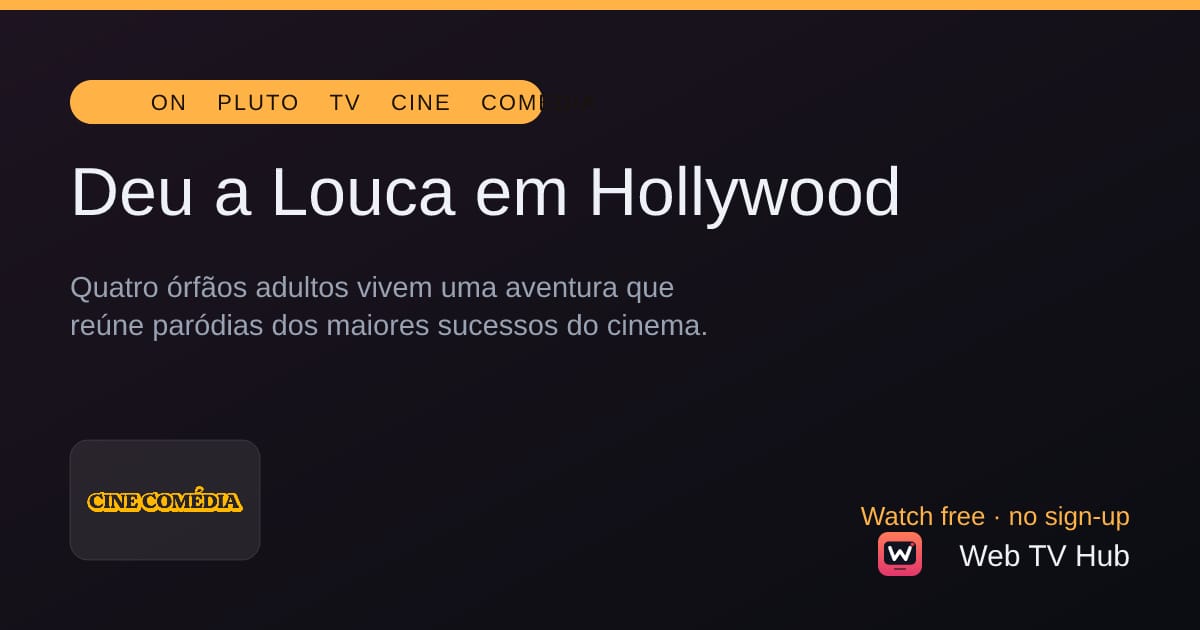 ON PLUTO TV CINE COMÉDIA
Deu a Louca em Hollywood
Quatro órfãos adultos vivem uma aventura que
reúne paródias dos maiores sucessos do cinema.
CINE COMÉDIA
Watch free · no sign-up
W
Web TV Hub